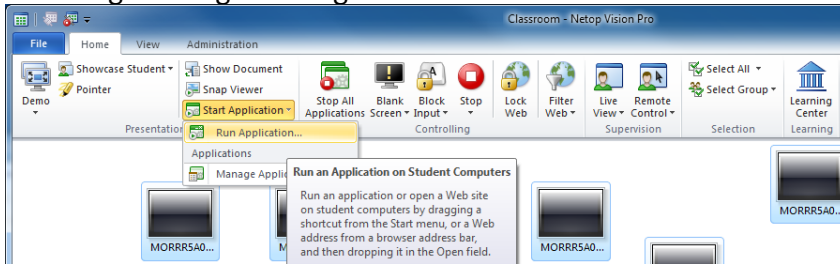 Classroom - Netop Vision Pro
File Home View Administration
Showcase Student
Pointer
Demo
Show Document
Snap Viewer
Start Application
Stop All
Applications
Blank
Screen
Block
Input
Stop
Lock
Web
Filter
Web
Live
View
Remote
Control
Select All
Select Group
Learning
Center
Controlling Supervision Selection Learning
Run Application...
Applications
Run an Application on Student Computers
Run an application or open a Web site
on student computers by dragging a
shortcut from the Start menu, or a Web
address from a browser address bar,
and then dropping it in the Open field.
MORRR5A0...
MORRR5A0...
MORRR5A0...